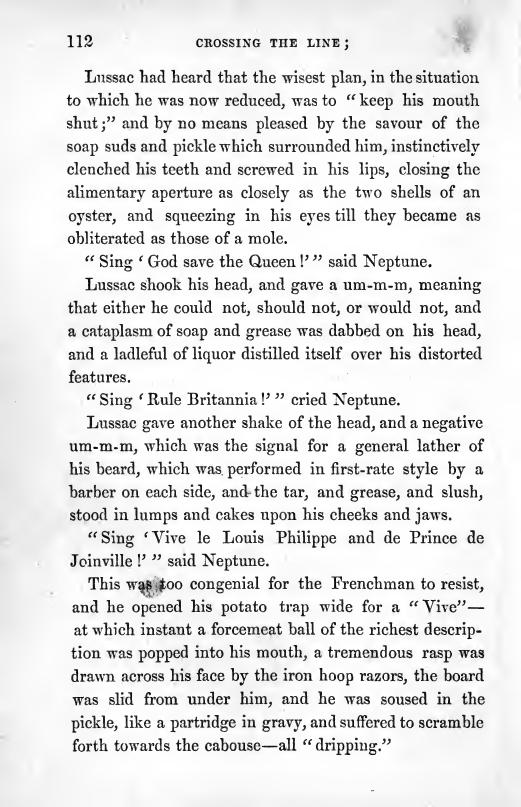 112 CROSSING THE LINE ;
Lussac had heard that the wisest plan, in the situation
to which he was now reduced, was to “ keep his mouth
shut ;” and by no means pleased by the savour of the
soap suds and pickle which surrounded him, instinctively
clenched his teeth and screwed in his lips, closing the
alimentary aperture as closely as the two shells of an
oyster, and squeezing in his eyes till they became as
obliterated as those of a mole.
“ Sing ‘ God save the Queen !’ ” said Neptune.
Lussac shook his head, and gave a um-m-m, meaning
that either he could not, should not, or would not, and
a cataplasm of soap and grease was dabbed on his head,
and a ladleful of liquor distilled itself over his distorted
features.
“ Sing ‘ Rule Britannia !’ ” cried Neptune.
Lussac gave another shake of the head, and a negative
um-m-m, which was the signal for a general lather of
his beard, which was performed in first-rate style by a
barber on each side, and the tar, and grease, and slush,
stood in lumps and cakes upon his cheeks and jaws.
“ Sing ‘ Vive le Louis Philippe and de Prince de
Joinville !’ ” said Neptune.
This was too congenial for the Frenchman to resist,
and he opened his potato trap wide for a “ Vive”—
at which instant a forcemeat ball of the richest descrip-
tion was popped into his mouth, a tremendous rasp was
drawn across his face by the iron hoop razors, the board
was slid from under him, and he was soused in the
pickle, like a partridge in gravy, and suffered to scramble
forth towards the cabouse—all “ dripping.”